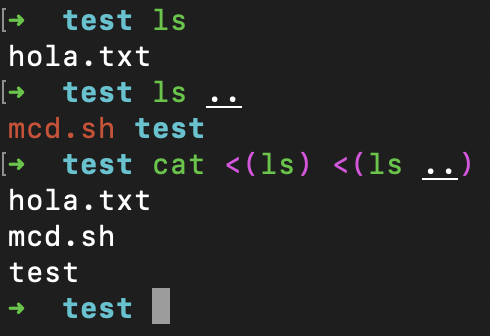 ➜ test ls
hola.txt
➜ test ls ..
mcd.sh test
➜ test cat <(ls) <(ls ..)
hola.txt
mcd.sh
test
➜ test